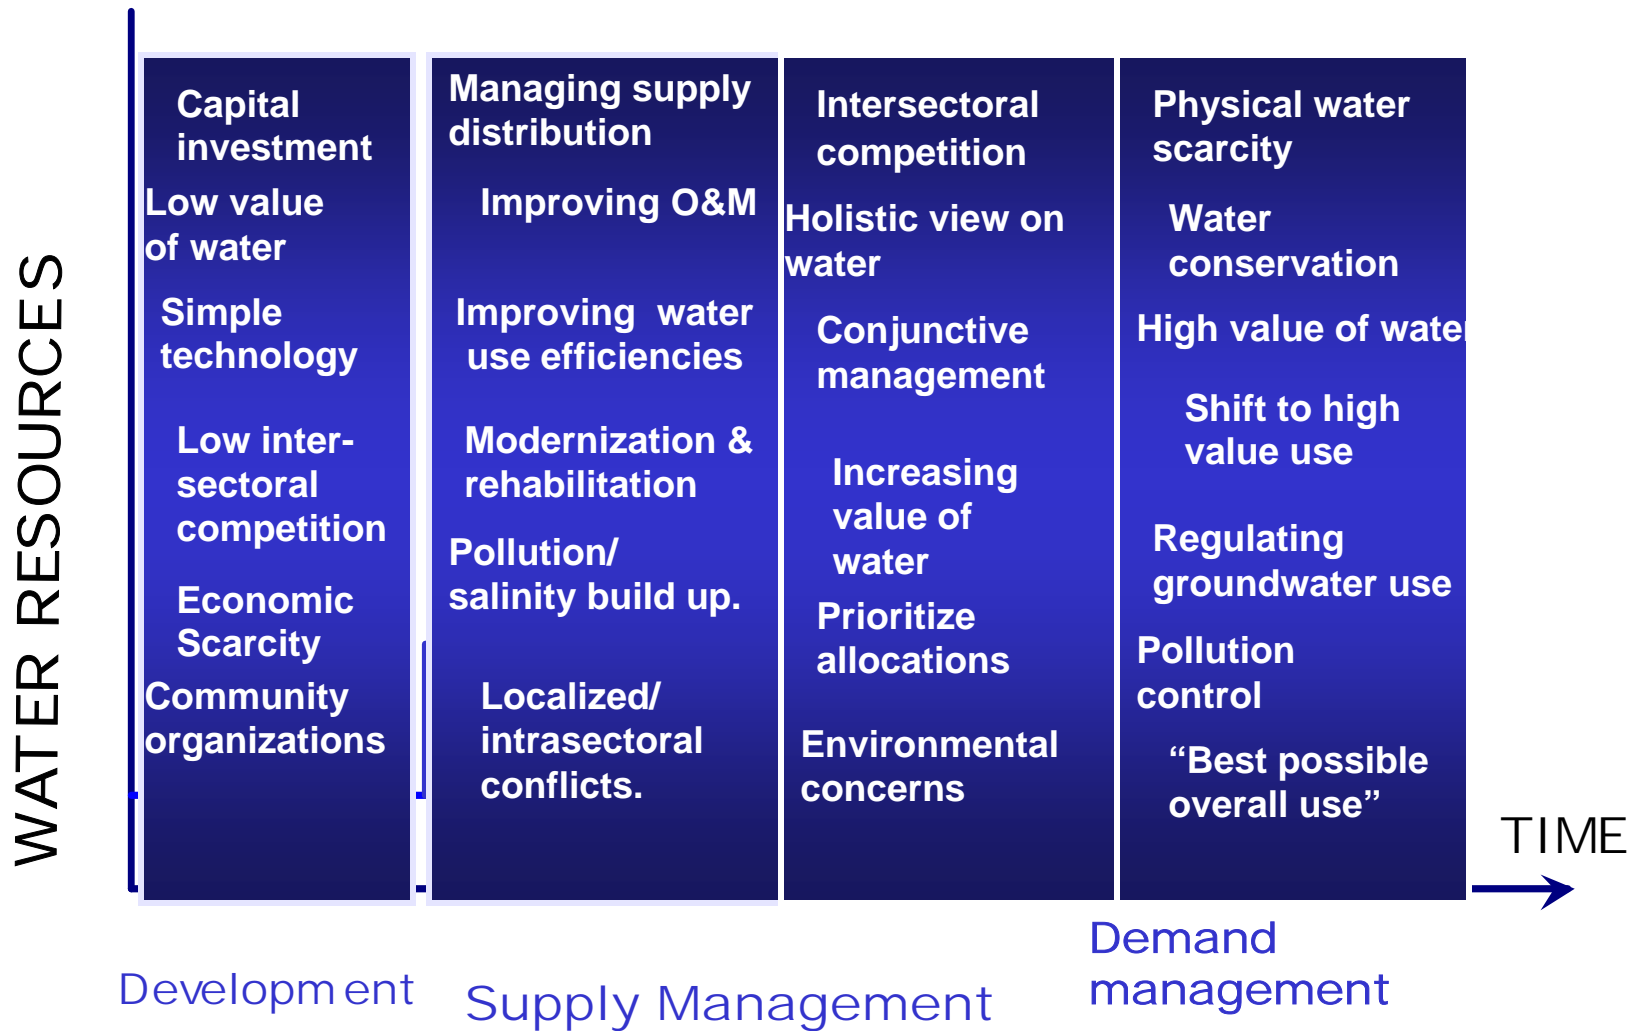 WATER RESOURCES
Capital
investment
Low value
of water
Simple
technology
Low inter-
sectoral
competition
Economic
Scarcity
Community
organizations
Managing supply
distribution
Improving O&M
Improving water
use efficiencies
Modernization &
rehabilitation
Pollution/
salinity build up.
Localized/
intrasectoral
conflicts.
Intersectoral
competition
Holistic view on
water
Conjunctive
management
Increasing
value of
water
Prioritize
allocations
Environmental
concerns
Physical water
scarcity
Water
conservation
High value of water
Shift to high
value use
Regulating
groundwater use
Pollution
control
“Best possible
overall use”
TIME
Development
Supply Management
Demand
management